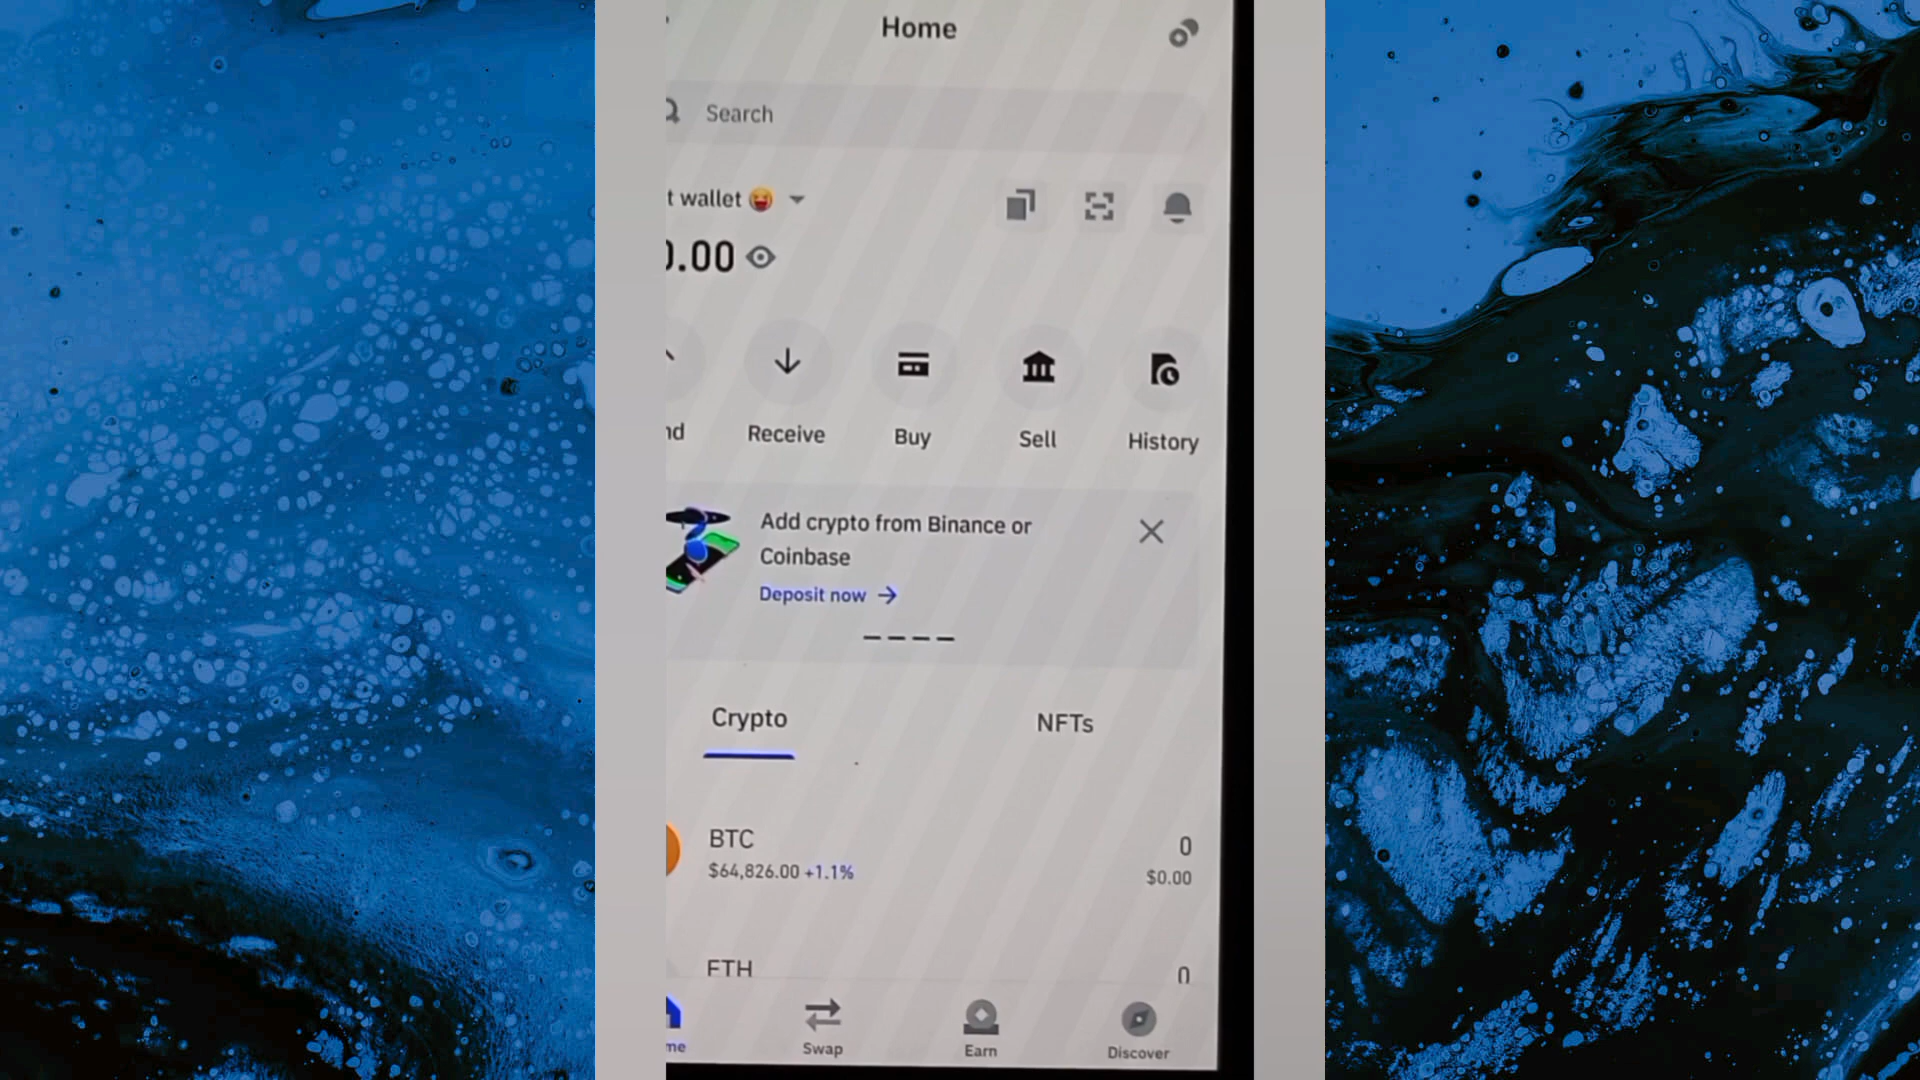 Home
Search
t wallet 😝
0.00
nd
Receive
Buy
Sell
History
Add crypto from Binance or
Coinbase
Deposit now →
Crypto
NFTs
BTC
0
$64,826.00 +1.1%
$0.00
ETH
0
me
Swap
Earn
Discover